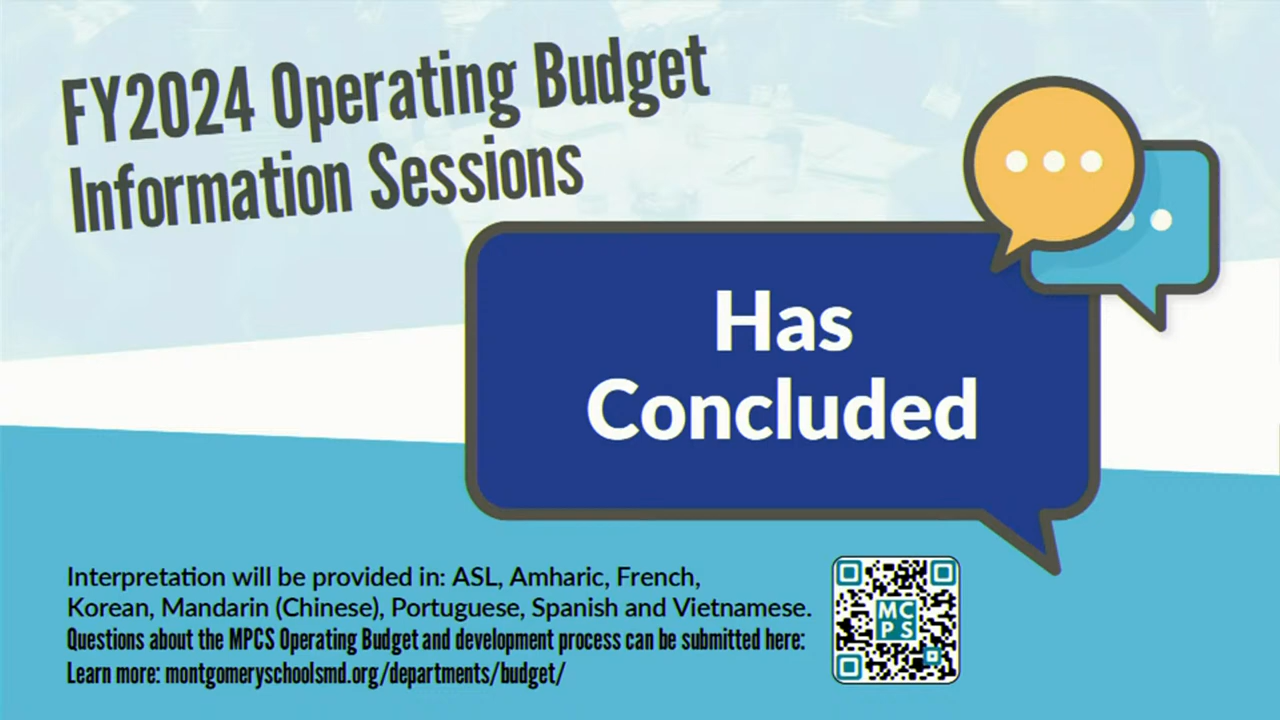 FY2024 Operating Budget
Information Sessions
Has
Concluded
Interpretation will be provided in: ASL, Amharic, French,
Korean, Mandarin (Chinese), Portuguese, Spanish and Vietnamese.
Questions about the MPCS Operating Budget and development process can be submitted here:
Learn more: montgomeryschoolsmd.org/departments/budget/
MC
PS